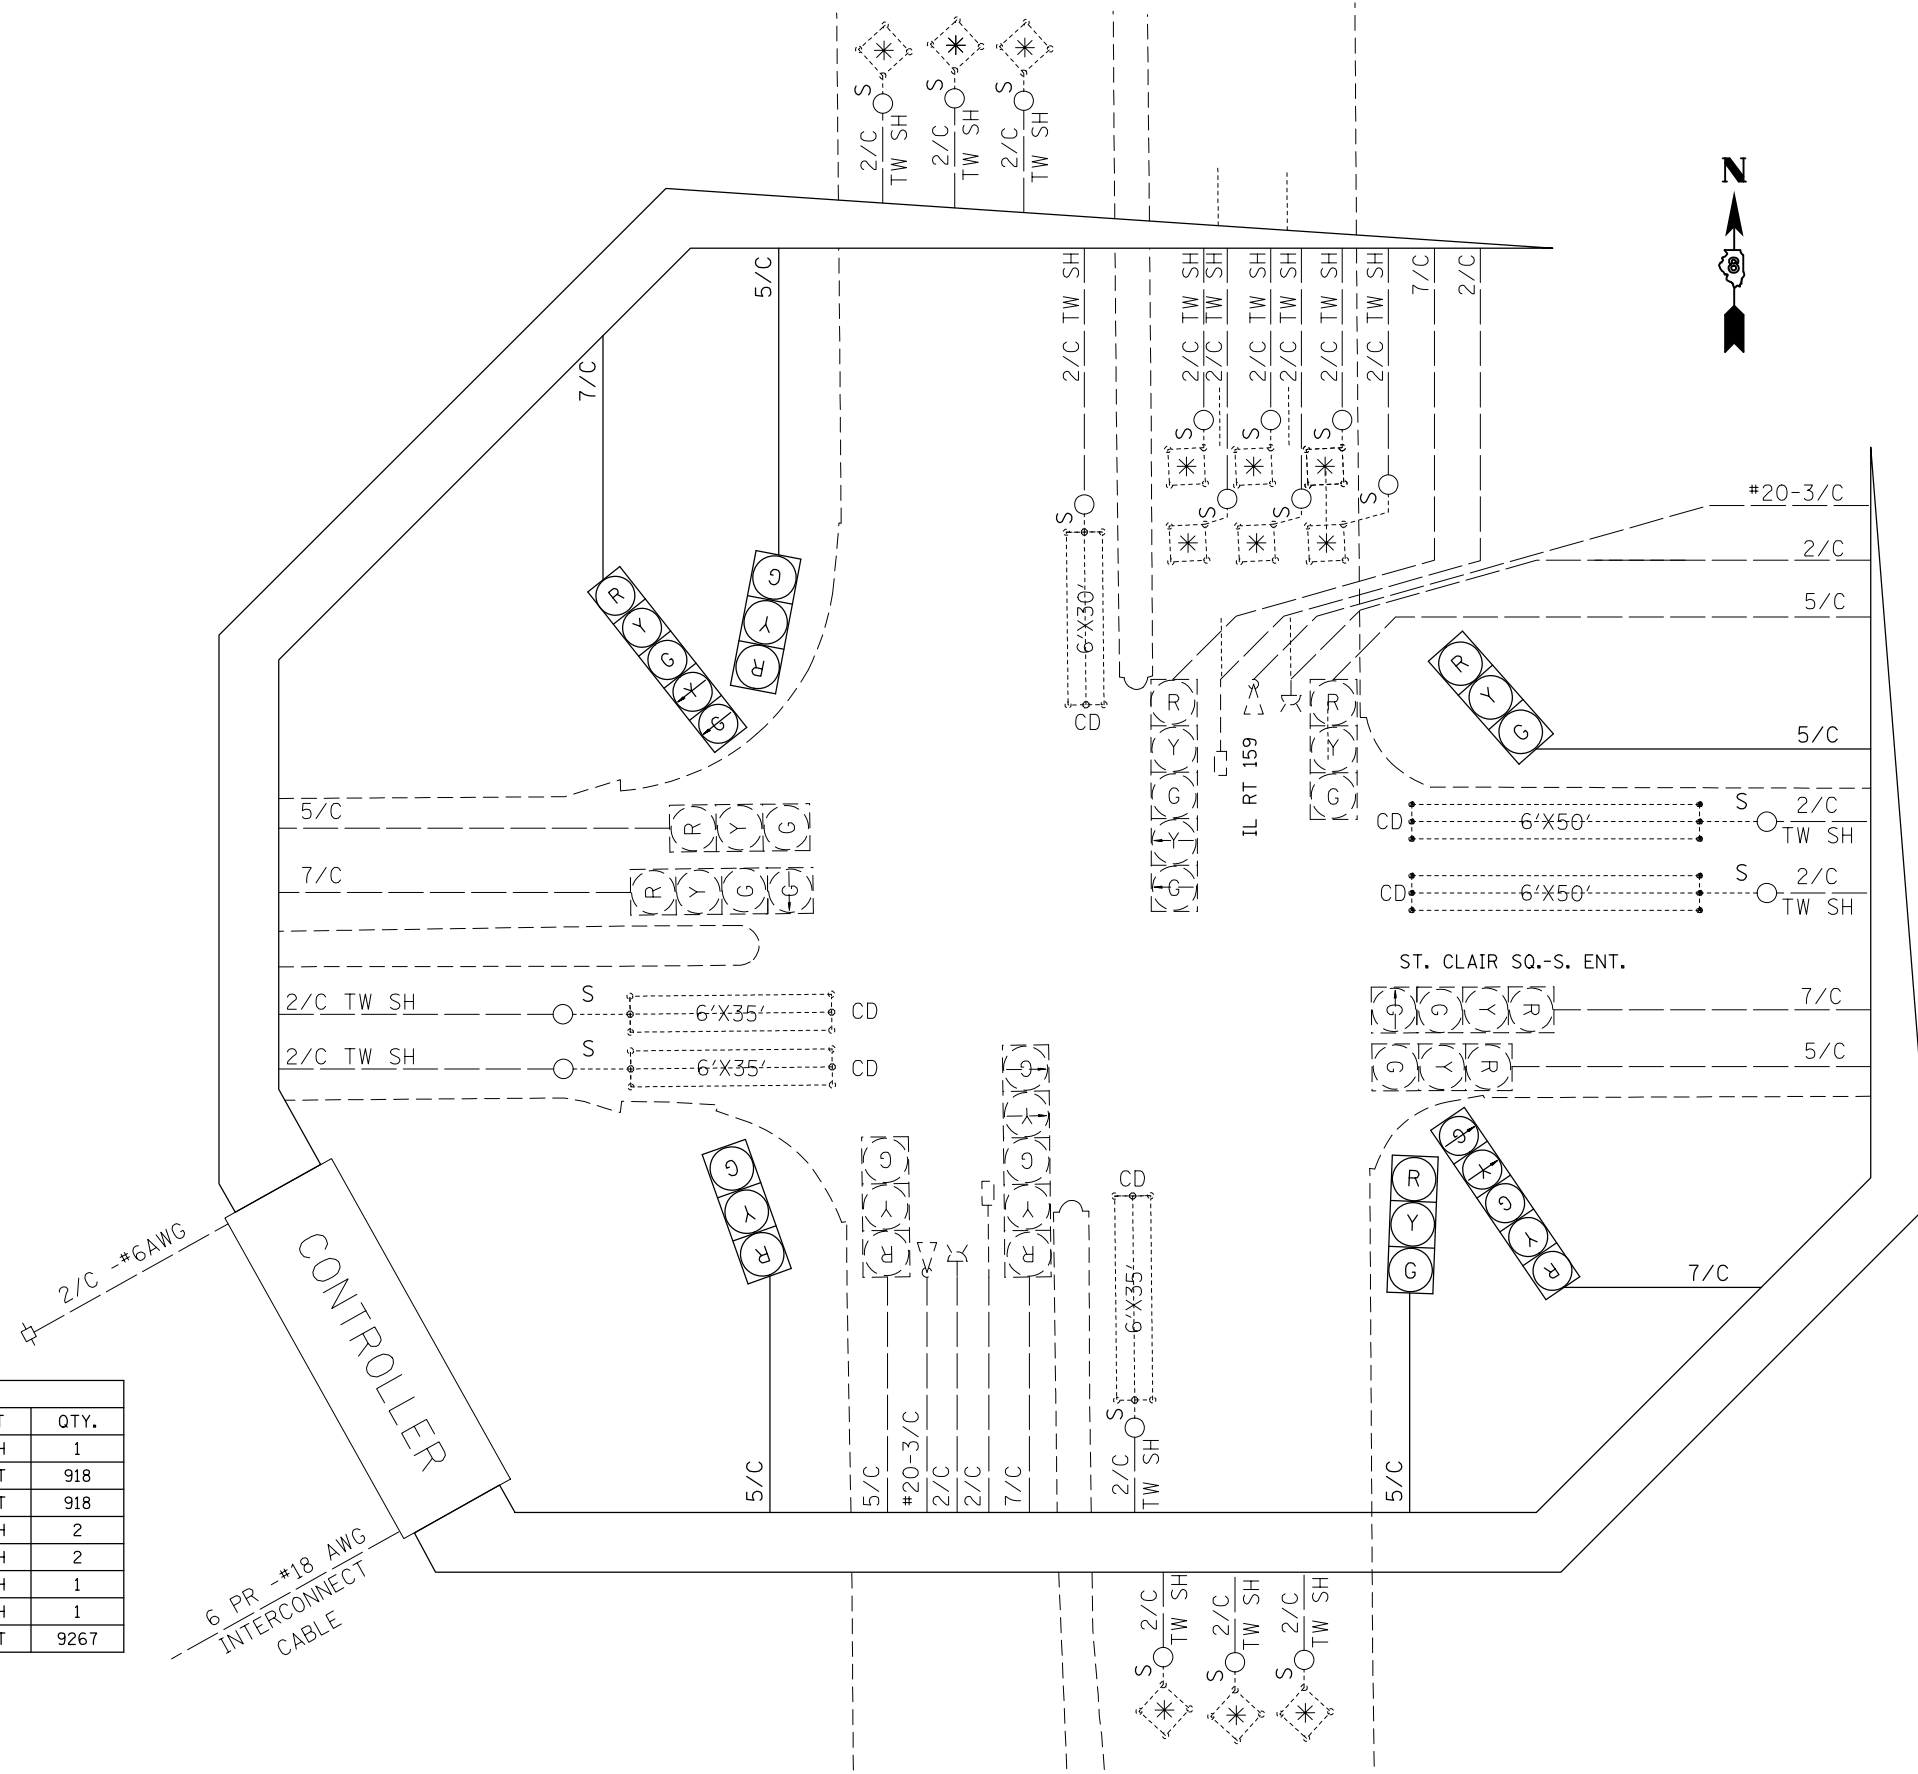 S
S
S
2/C
TW SH
2/C
TW SH
2/C
TW SH
N
8
5/C
7/C
2/C TW SH
2/C TW SH
2/C TW SH
2/C TW SH
2/C TW SH
2/C TW SH
2/C TW SH
7/C
2/C
S
S
S
S
S
S
S
6'X30'
CD
#20-3/C
2/C
5/C
R Y G Y G
G Y R
R Y G Y G
R Y G
IL RT 159
R Y G
5/C
5/C
R Y G
7/C
R Y G G
CD
6'X50'
S
2/C
TW SH
CD
6'X50'
S
2/C
TW SH
ST. CLAIR SQ.-S. ENT.
2/C TW SH
S
6'X35'
CD
2/C TW SH
S
6'X35'
CD
G G Y R
7/C
G Y R
5/C
G Y R
G Y R
G Y G Y R
CD
6'X35'
S
2/C
TW SH
R Y G
G Y G Y R
7/C
5/C
5/C
#20-3/C
2/C
2/C
7/C
5/C
2/C -#6AWG
CONTROLLER
6 PR -#18 AWG
INTERCONNECT
CABLE
T QTY.
H 1
T 918
T 918
H 2
H 2
H 1
H 1
T 9267
2/C
TW SH
2/C
TW SH
2/C
TW SH
S
S
S